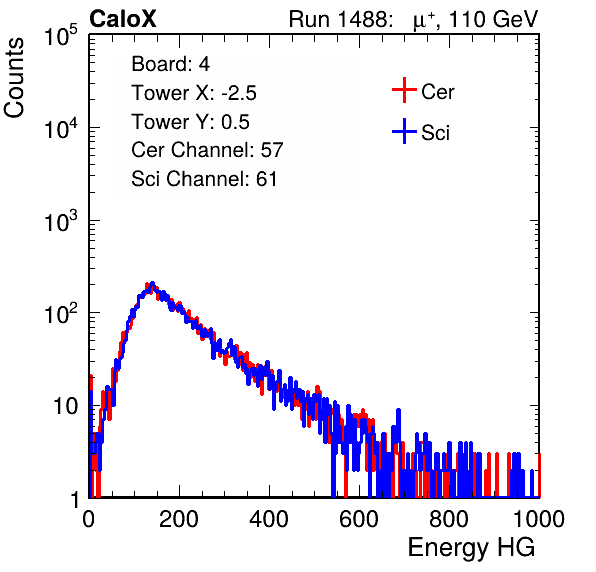 CaloX Run 1488: μ⁺, 110 GeV
Counts
10⁵
10⁴
10³
10²
10
1
Board: 4
Tower X: -2.5
Tower Y: 0.5
Cer Channel: 57
Sci Channel: 61
Cer
Sci
0 200 400 600 800 1000
Energy HG